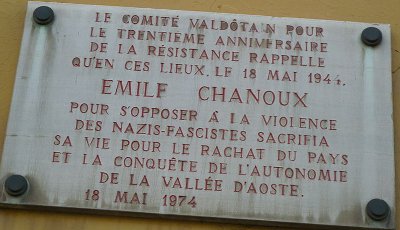 LE COMITÉ VALDÔTAIN POUR
LE TRENTIEME ANNIVERSAIRE
DE LA RÉSISTANCE RAPPELLE
QU'EN CES LIEUX, LE 18 MAI 1944,
EMILE CHANOUX
POUR S'OPPOSER À LA VIOLENCE
DES NAZIS-FASCISTES SACRIFIA
SA VIE POUR LE RACHAT DU PAYS
ET LA CONQUÊTE DE L'AUTONOMIE
DE LA VALLÉE D'AOSTE.
18 MAI 1974